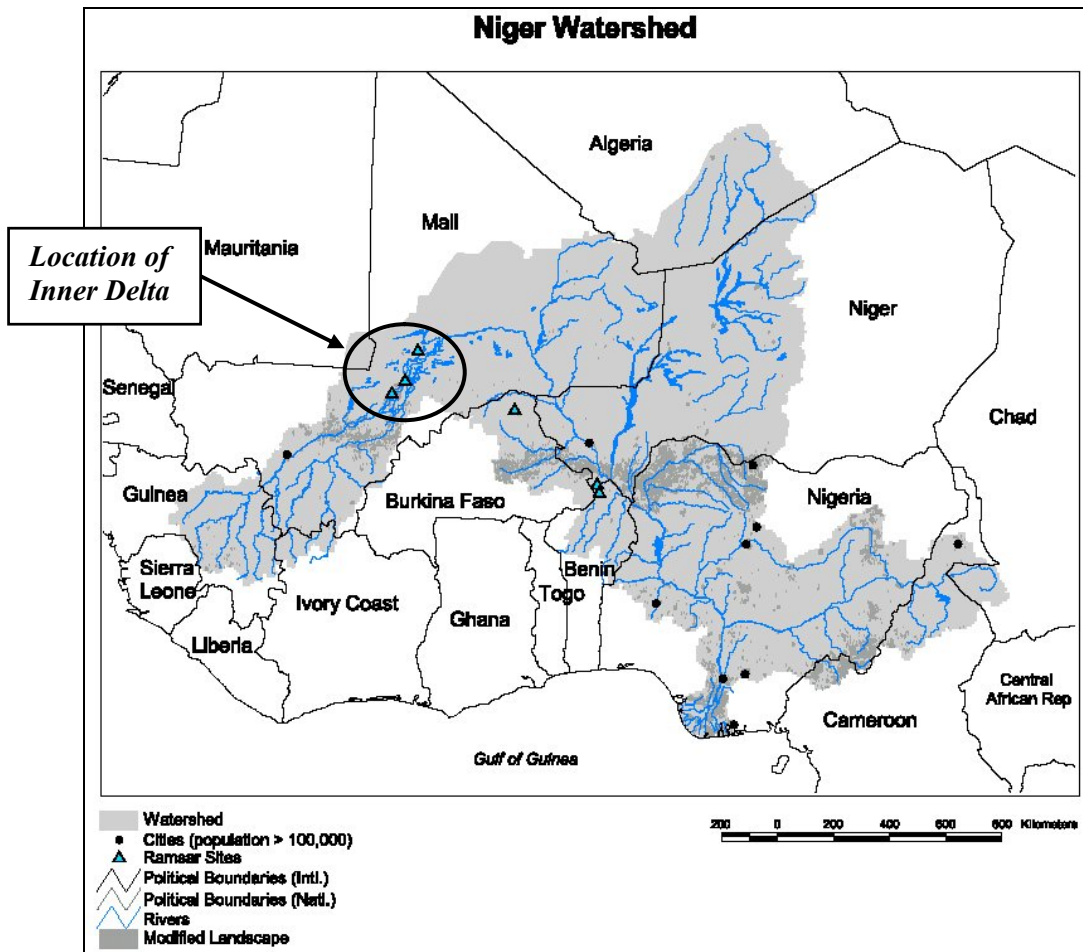 Niger Watershed
Algeria
Mali
Location of
Inner Delta
Mauritania
Niger
Senegal
Chad
Guinea
Burkina Faso
Nigeria
Sierra
Leone
Benin
Togo
Ivory Coast
Ghana
Liberia
Central
African Rep
Cameroon
Gulf of Guinea
Watershed
Cities (population > 100,000)
Ramsar Sites
Political Boundaries (Intl.)
Political Boundaries (Natl.)
Rivers
Modified Landscape
200 0 200 400 600 800 Kilometers